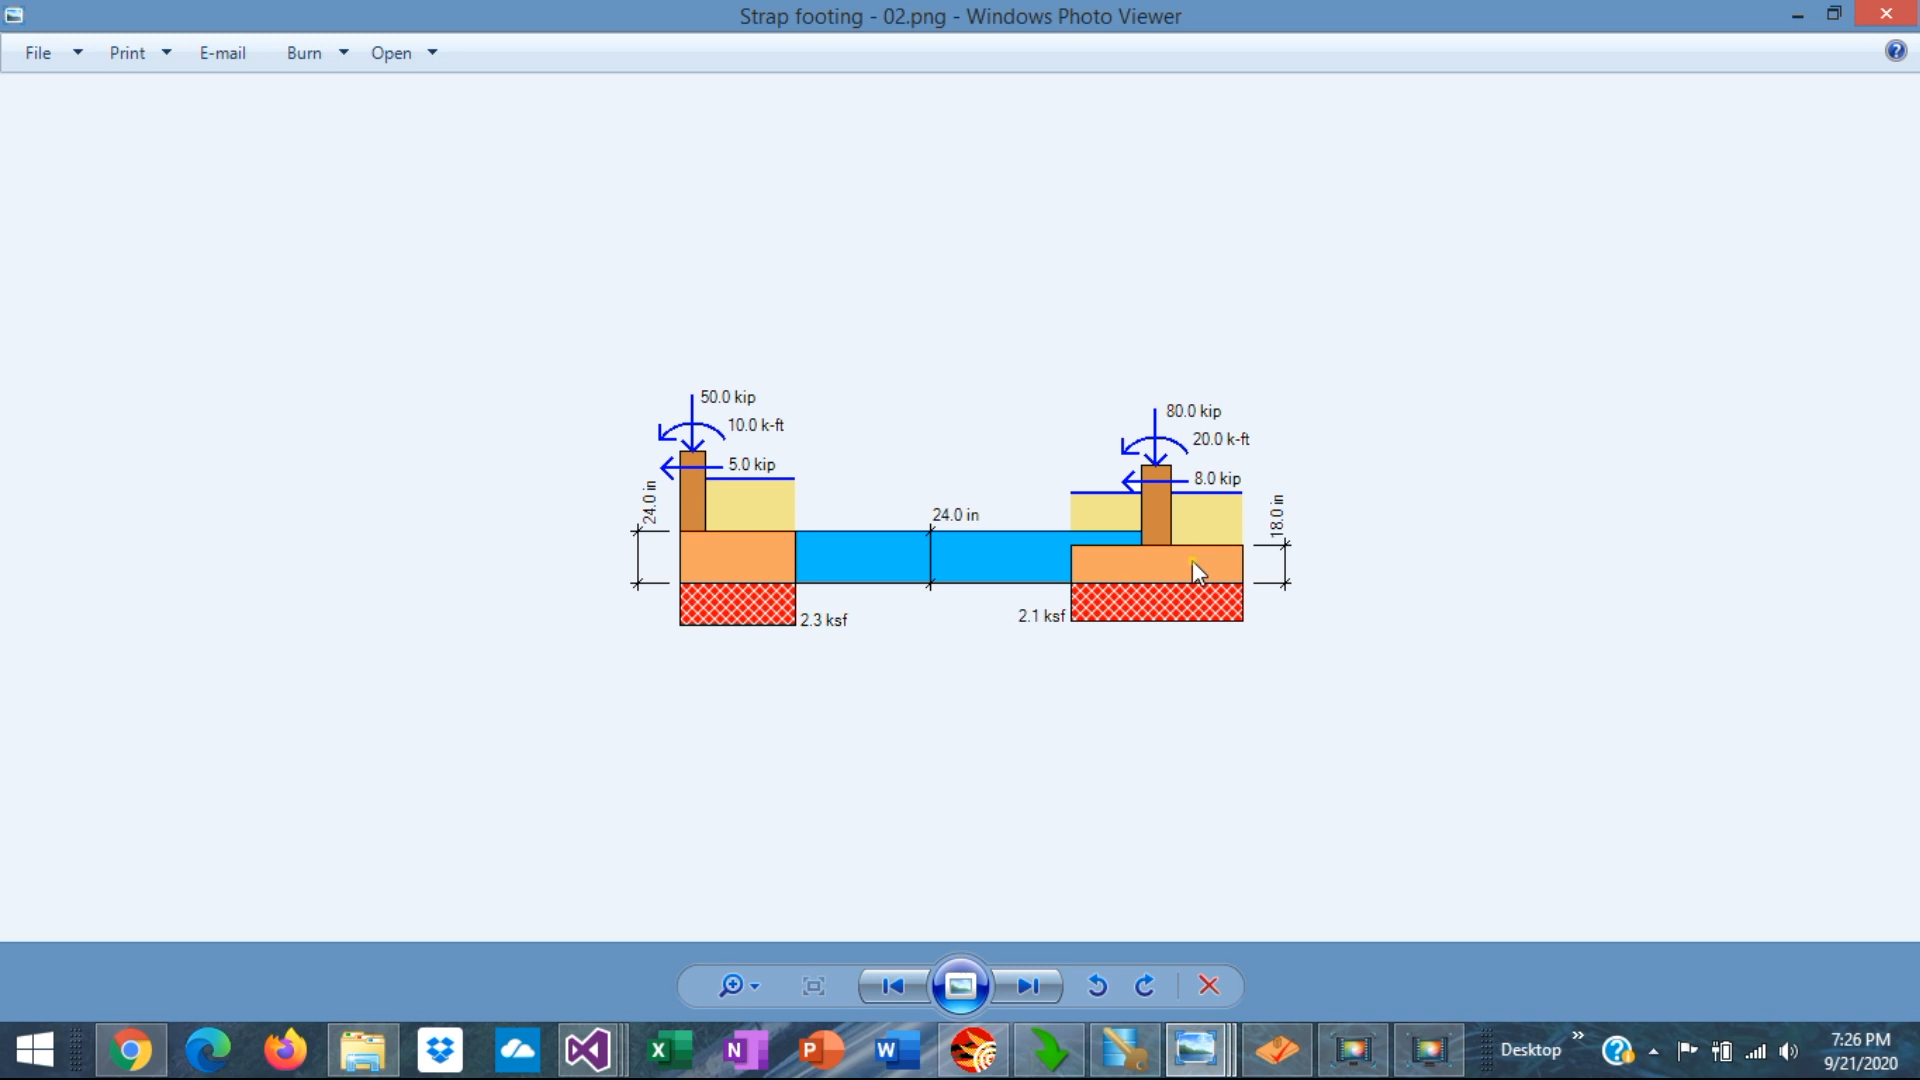 Strap footing - 02.png - Windows Photo Viewer
File Print E-mail Burn Open
50.0 kip
10.0 k-ft
5.0 kip
24.0 in
24.0 in
80.0 kip
20.0 k-ft
8.0 kip
18.0 in
2.3 ksf
2.1 ksf
Desktop
7:26 PM
9/21/2020